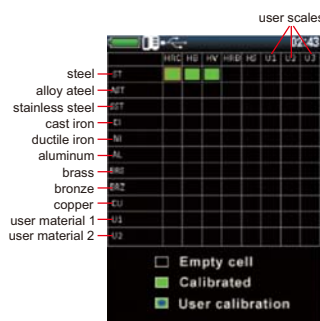 user scales
02:43
HRC HB HV HRB HS U1 U2 U3
steel ST
alloy ateel AST
stainless steel SST
cast iron CI
ductile iron NI
aluminum AL
brass BRS
bronze BRZ
copper CU
user material 1 U1
user material 2 U2
Empty cell
Calibrated
User calibration